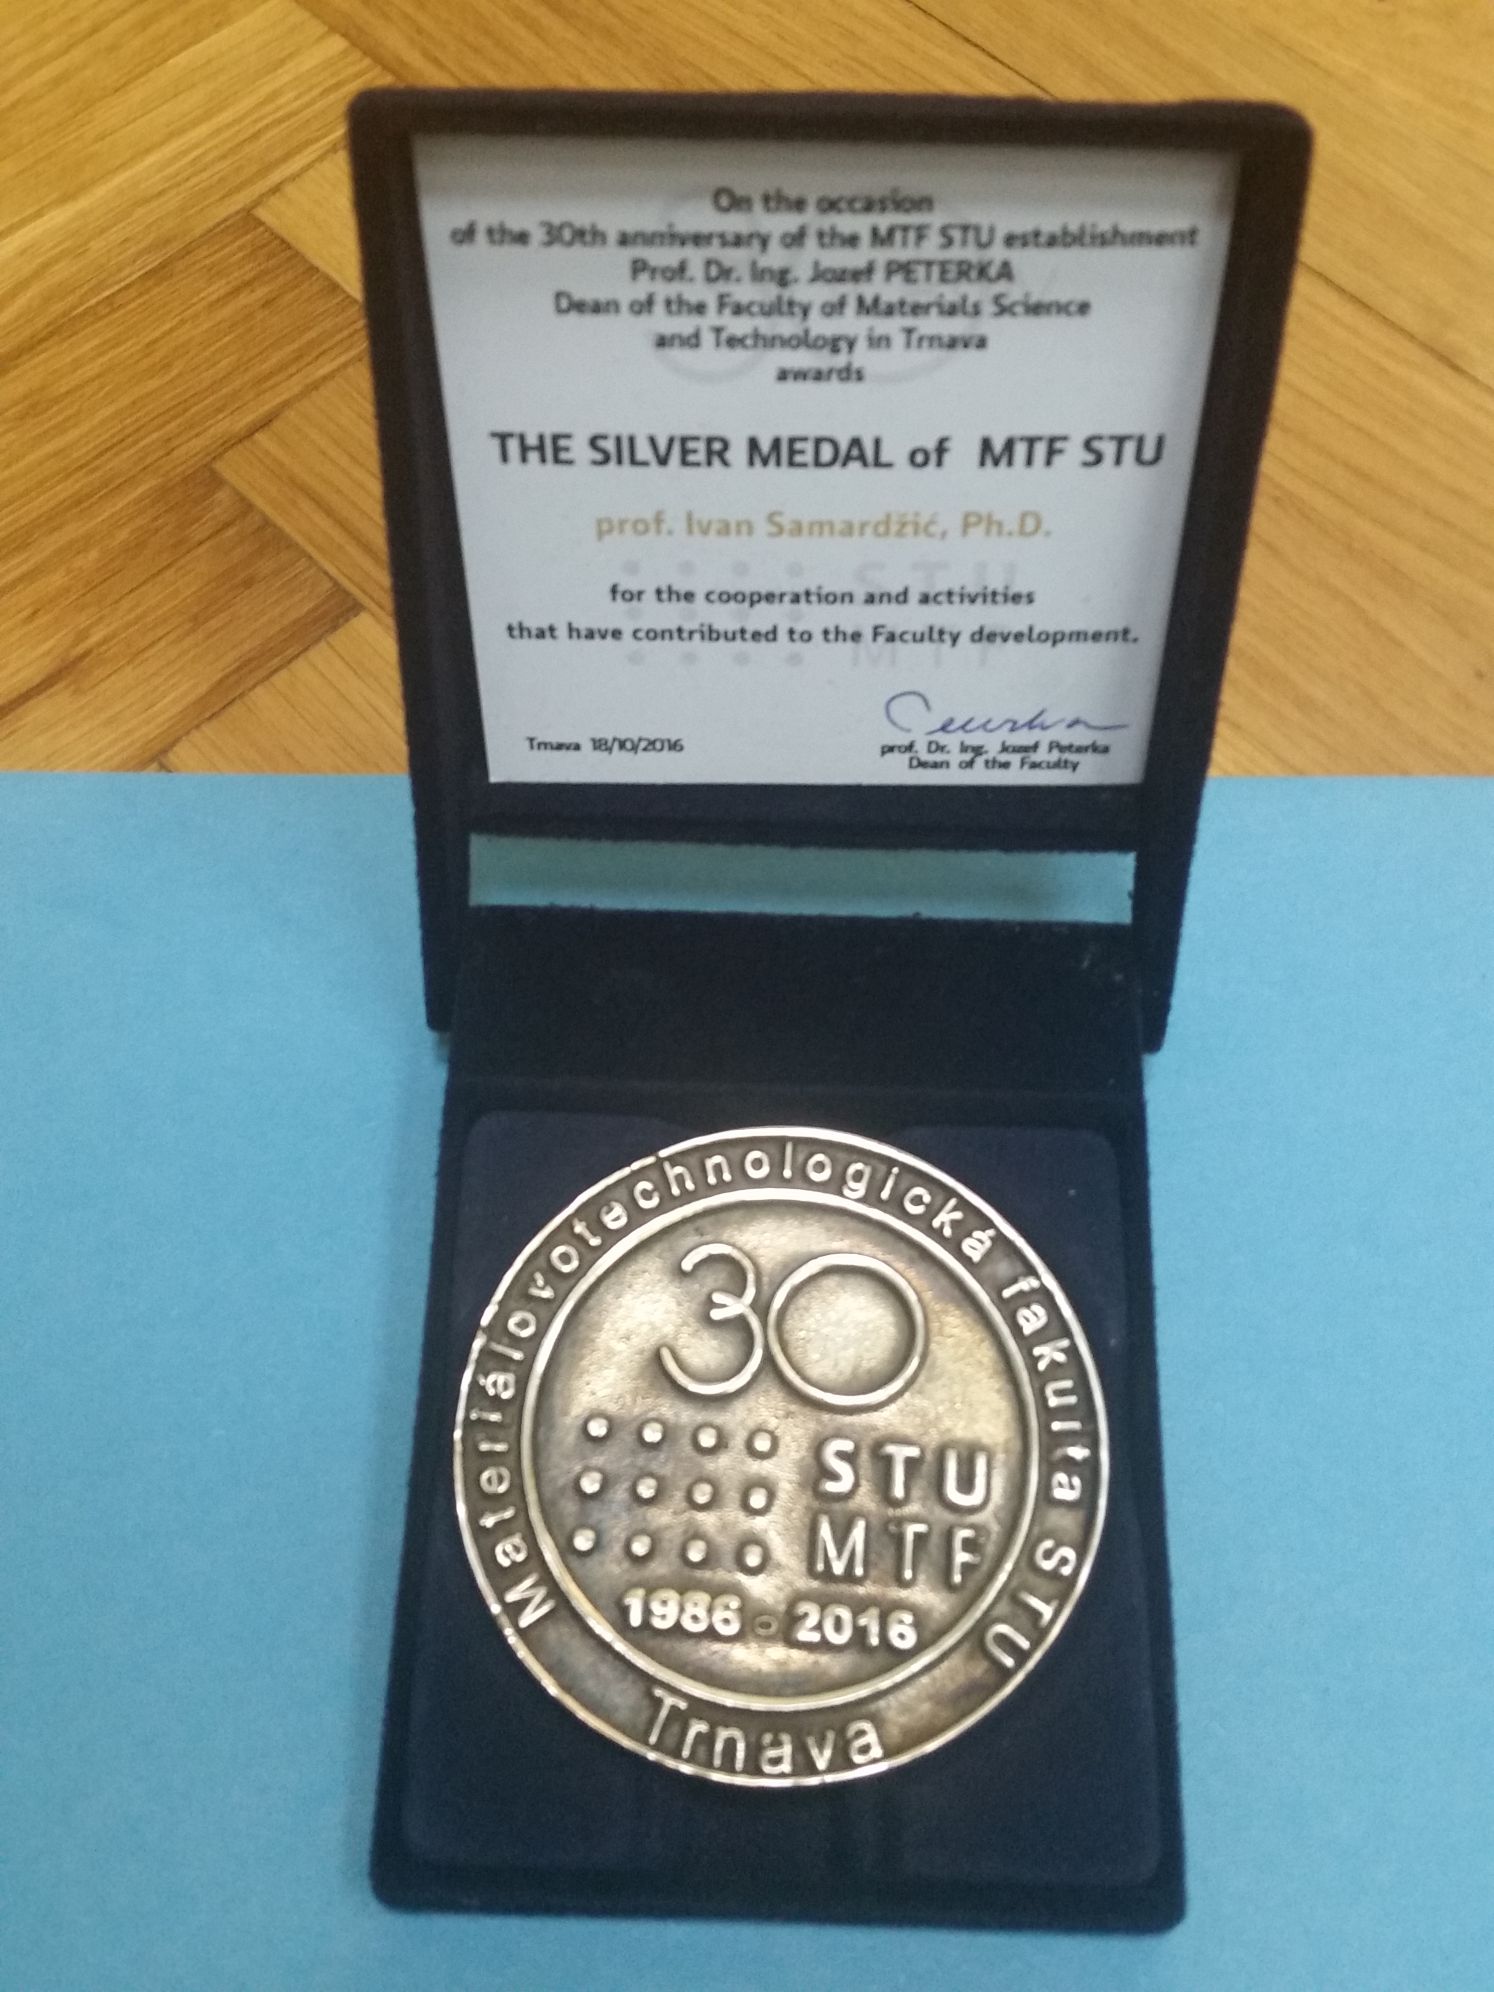 On the occasion
of the 30th anniversary of the MTF STU establishment
Prof. Dr. Ing. Jozef PETERKA
Dean of the Faculty of Materials Science
and Technology in Trnava
awards
THE SILVER MEDAL of MTF STU
prof. Ivan Samardžić, Ph.D.
for the cooperation and activities
that have contributed to the Faculty development.
Trnava 18/10/2016
prof. Dr. Ing. Jozef Peterka
Dean of the Faculty
Materiálovotechnologická fakulta STU
30
STU
MTF
1986 - 2016
Trnava